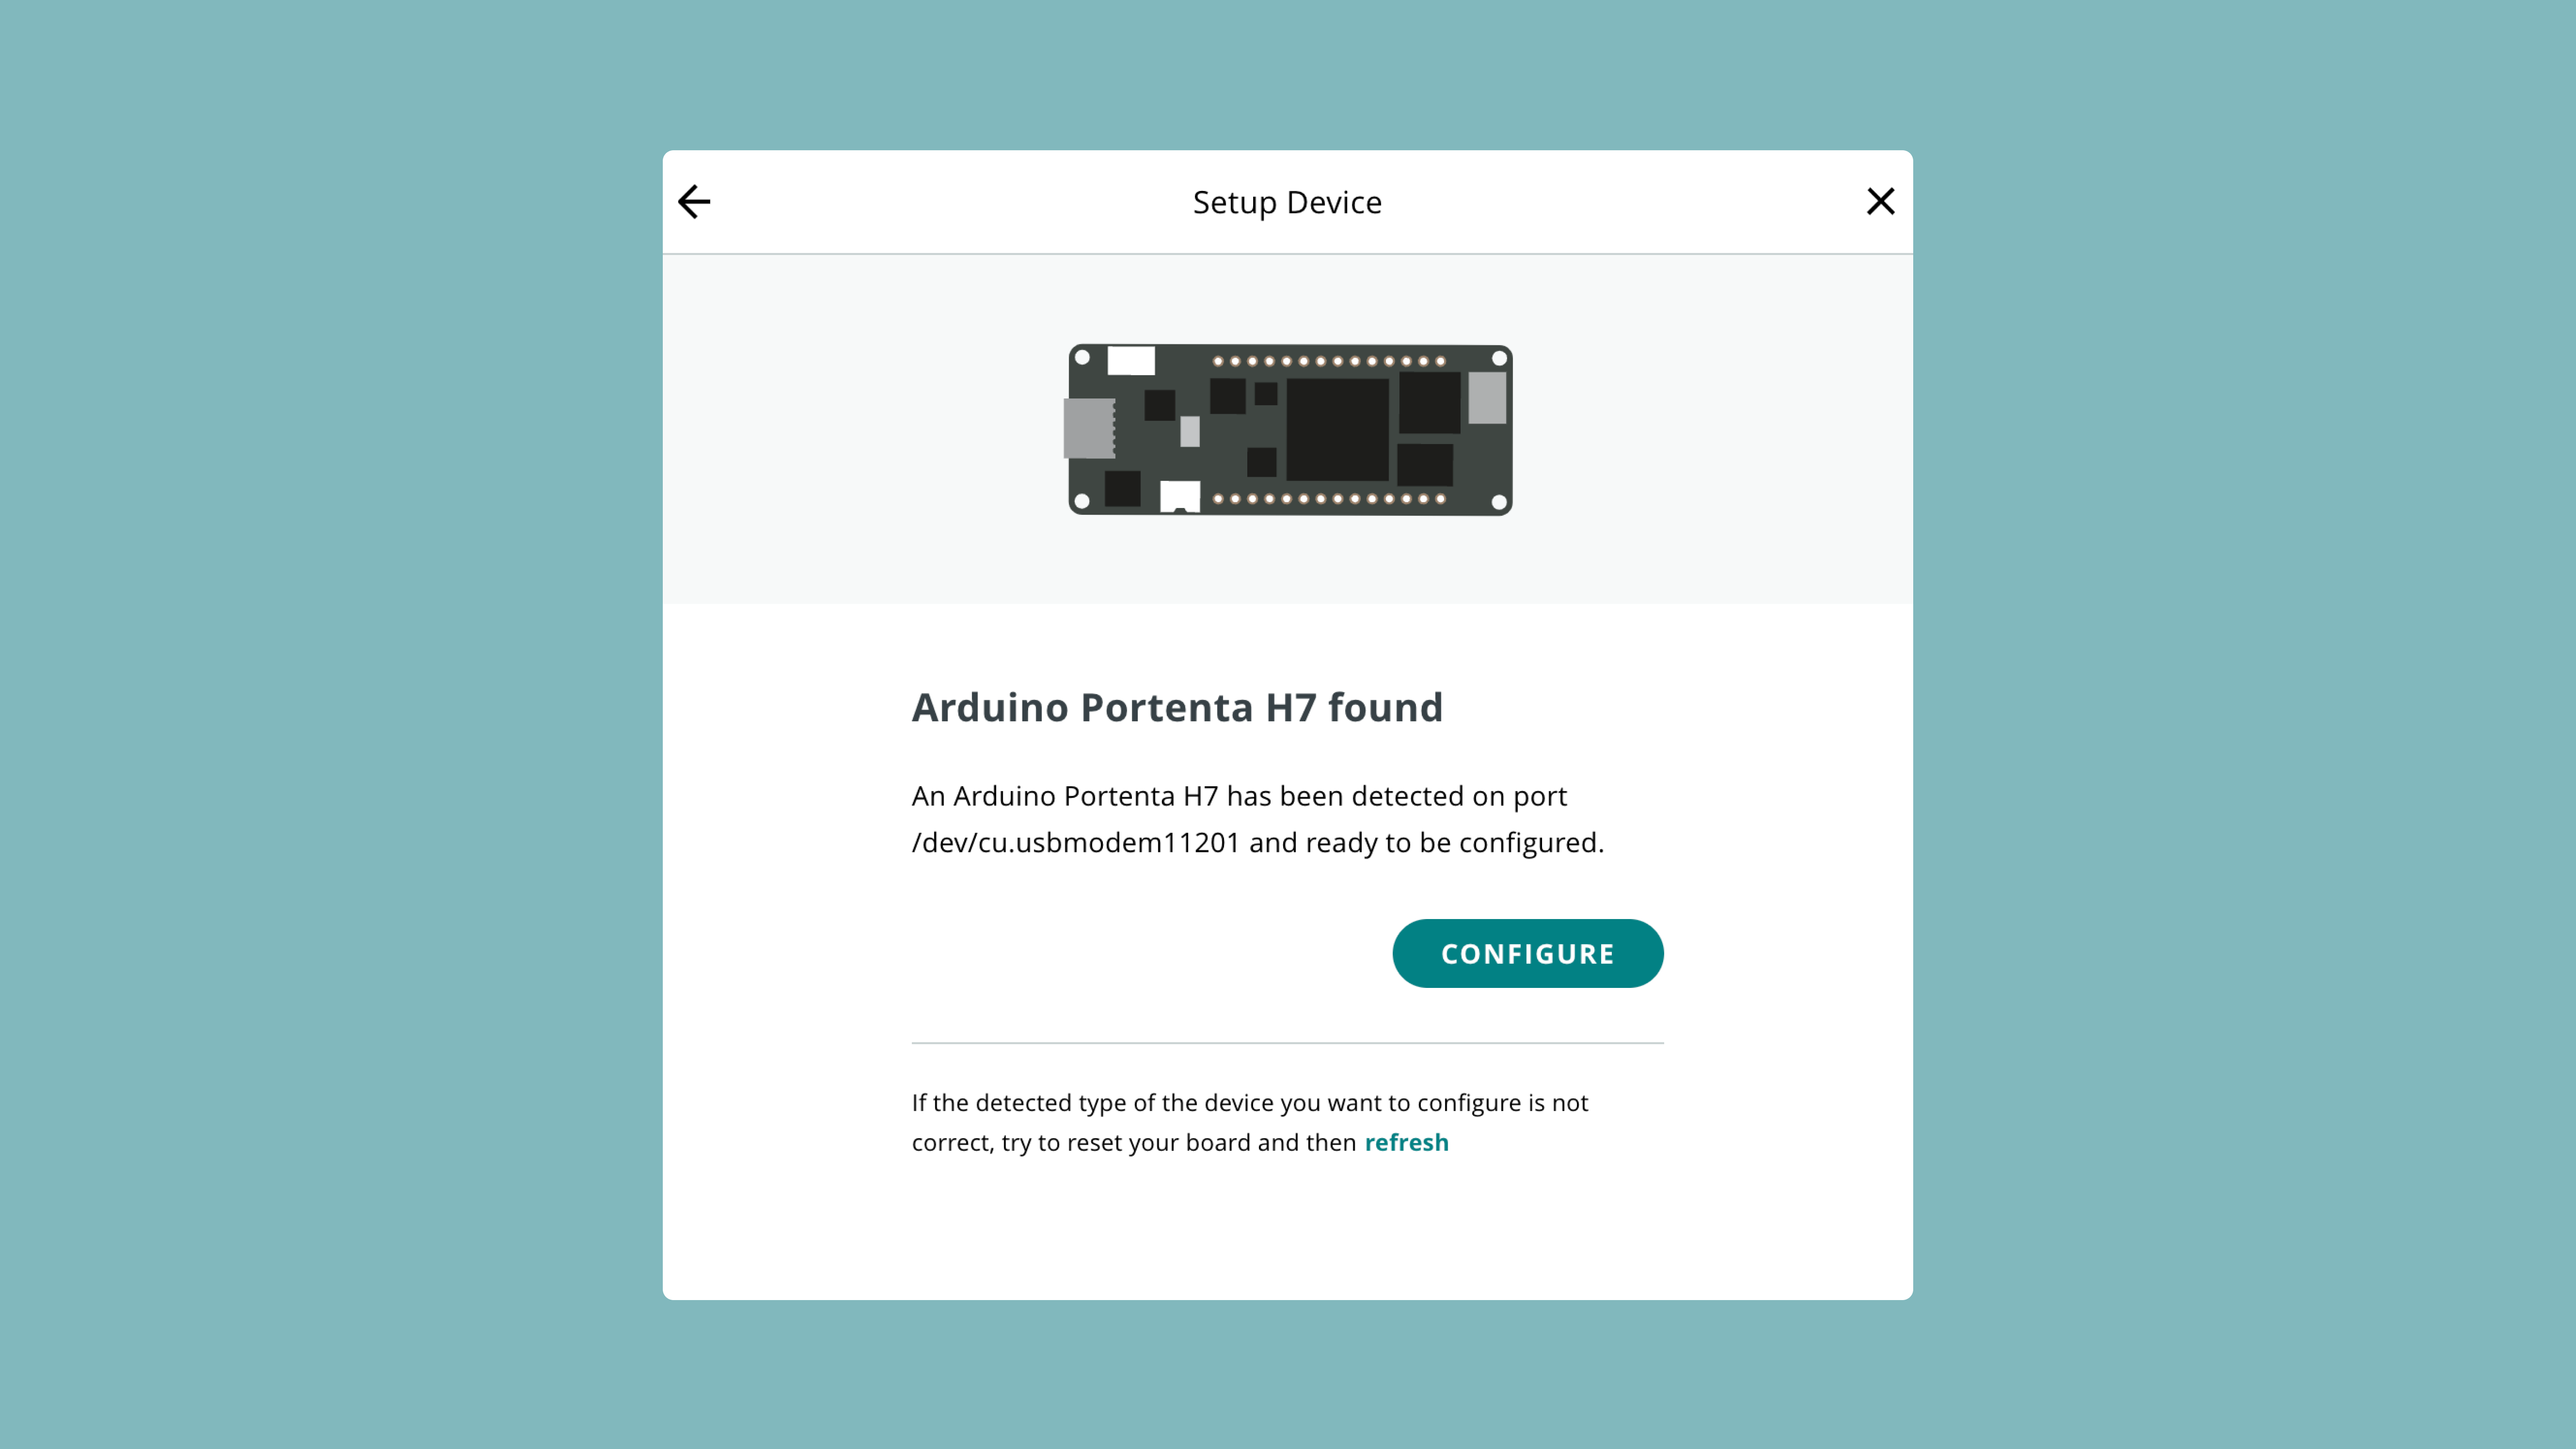 Setup Device
Arduino Portenta H7 found
An Arduino Portenta H7 has been detected on port
/dev/cu.usbmodem11201 and ready to be configured.
CONFIGURE
If the detected type of the device you want to configure is not
correct, try to reset your board and then refresh